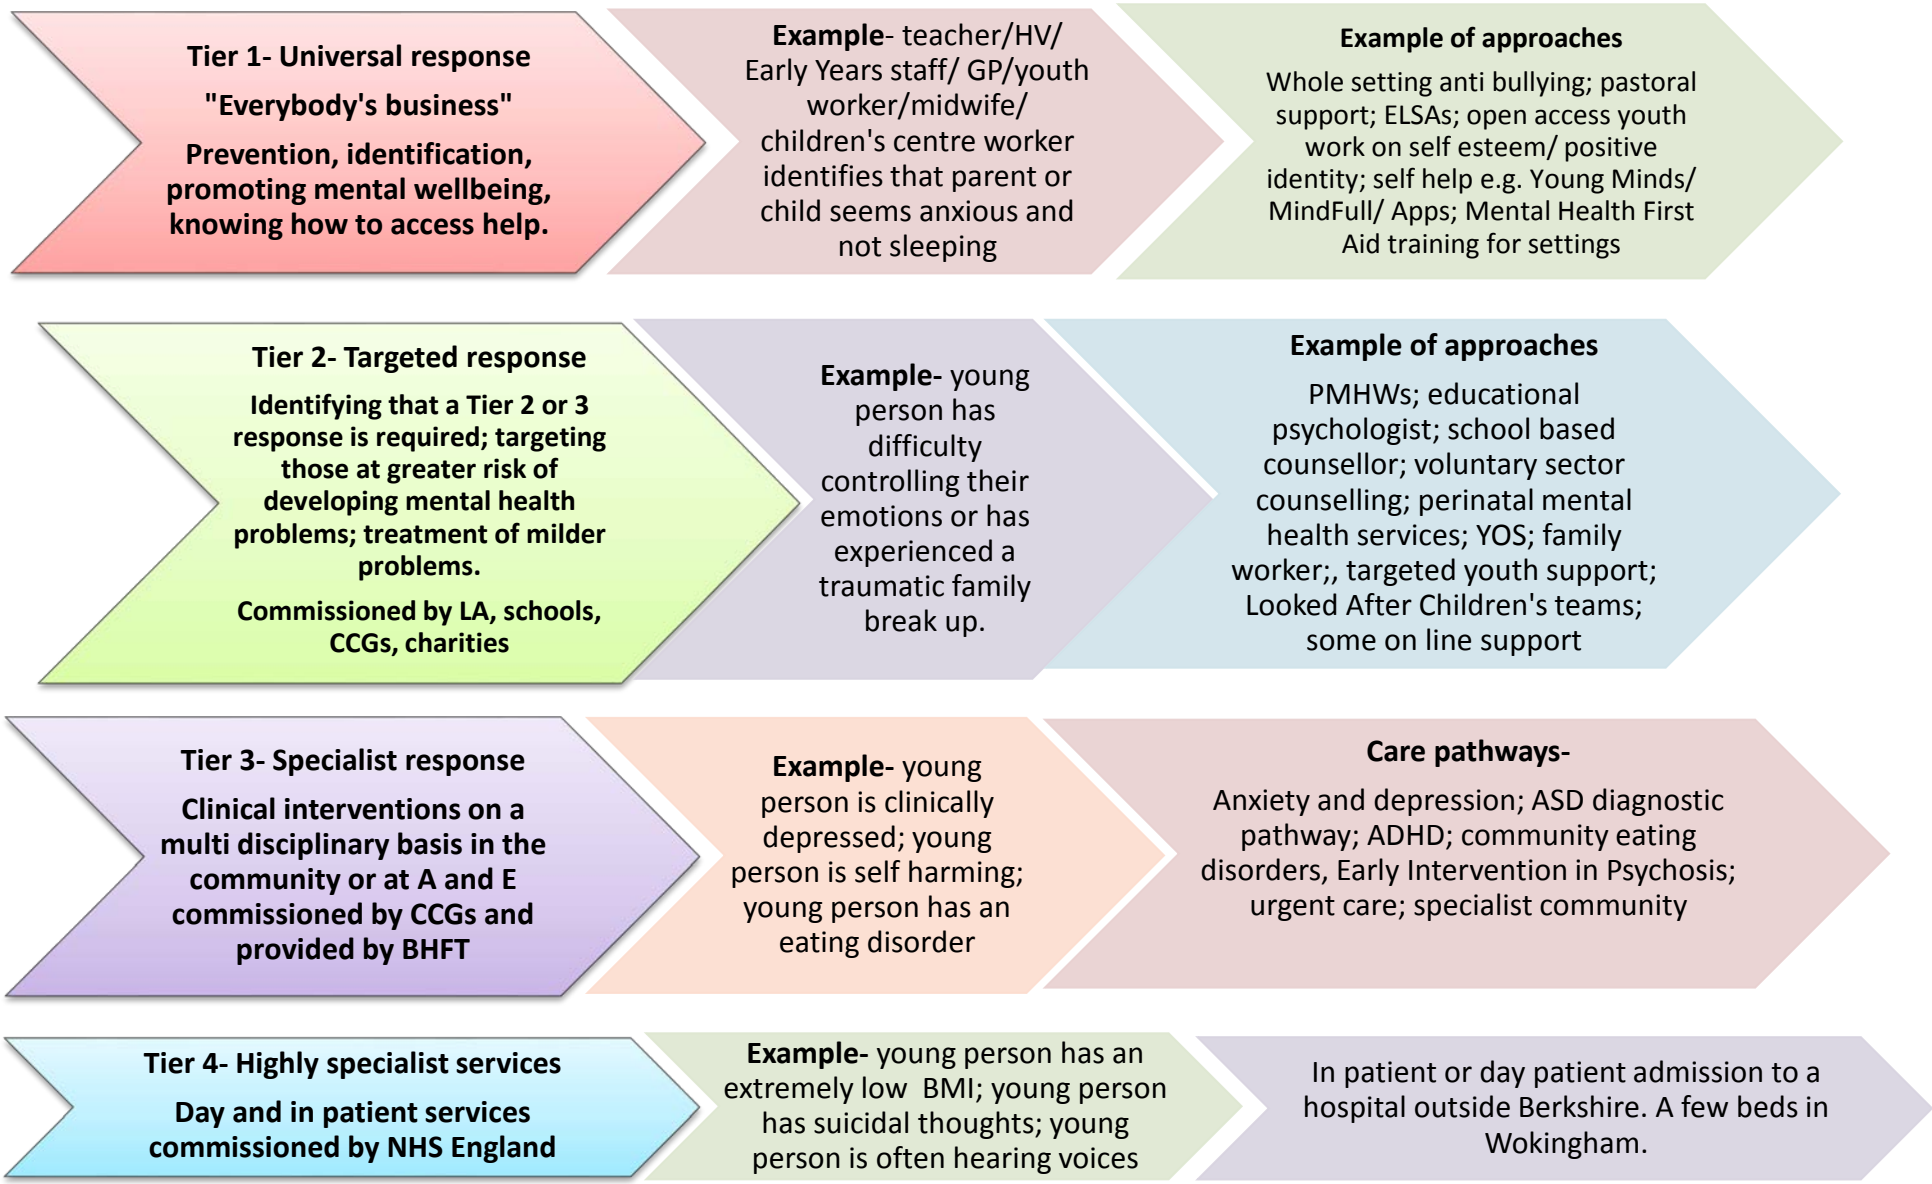 Tier 1- Universal response
"Everybody's business"
Prevention, identification,
promoting mental wellbeing,
knowing how to access help.
Example- teacher/HV/
Early Years staff/ GP/youth
worker/midwife/
children's centre worker
identifies that parent or
child seems anxious and
not sleeping
Example of approaches
Whole setting anti bullying; pastoral
support; ELSAs; open access youth
work on self esteem/ positive
identity; self help e.g. Young Minds/
MindFull/ Apps; Mental Health First
Aid training for settings
Tier 2- Targeted response
Identifying that a Tier 2 or 3
response is required; targeting
those at greater risk of
developing mental health
problems; treatment of milder
problems.
Commissioned by LA, schools,
CCGs, charities
Example- young
person has
difficulty
controlling their
emotions or has
experienced a
traumatic family
break up.
Example of approaches
PMHWs; educational
psychologist; school based
counsellor; voluntary sector
counselling; perinatal mental
health services; YOS; family
worker;, targeted youth support;
Looked After Children's teams;
some on line support
Tier 3- Specialist response
Clinical interventions on a
multi disciplinary basis in the
community or at A and E
commissioned by CCGs and
provided by BHFT
Example- young
person is clinically
depressed; young
person is self harming;
young person has an
eating disorder
Care pathways-
Anxiety and depression; ASD diagnostic
pathway; ADHD; community eating
disorders, Early Intervention in Psychosis;
urgent care; specialist community
Tier 4- Highly specialist services
Day and in patient services
commissioned by NHS England
Example- young person has an
extremely low  BMI; young person
has suicidal thoughts; young
person is often hearing voices
In patient or day patient admission to a
hospital outside Berkshire. A few beds in
Wokingham.